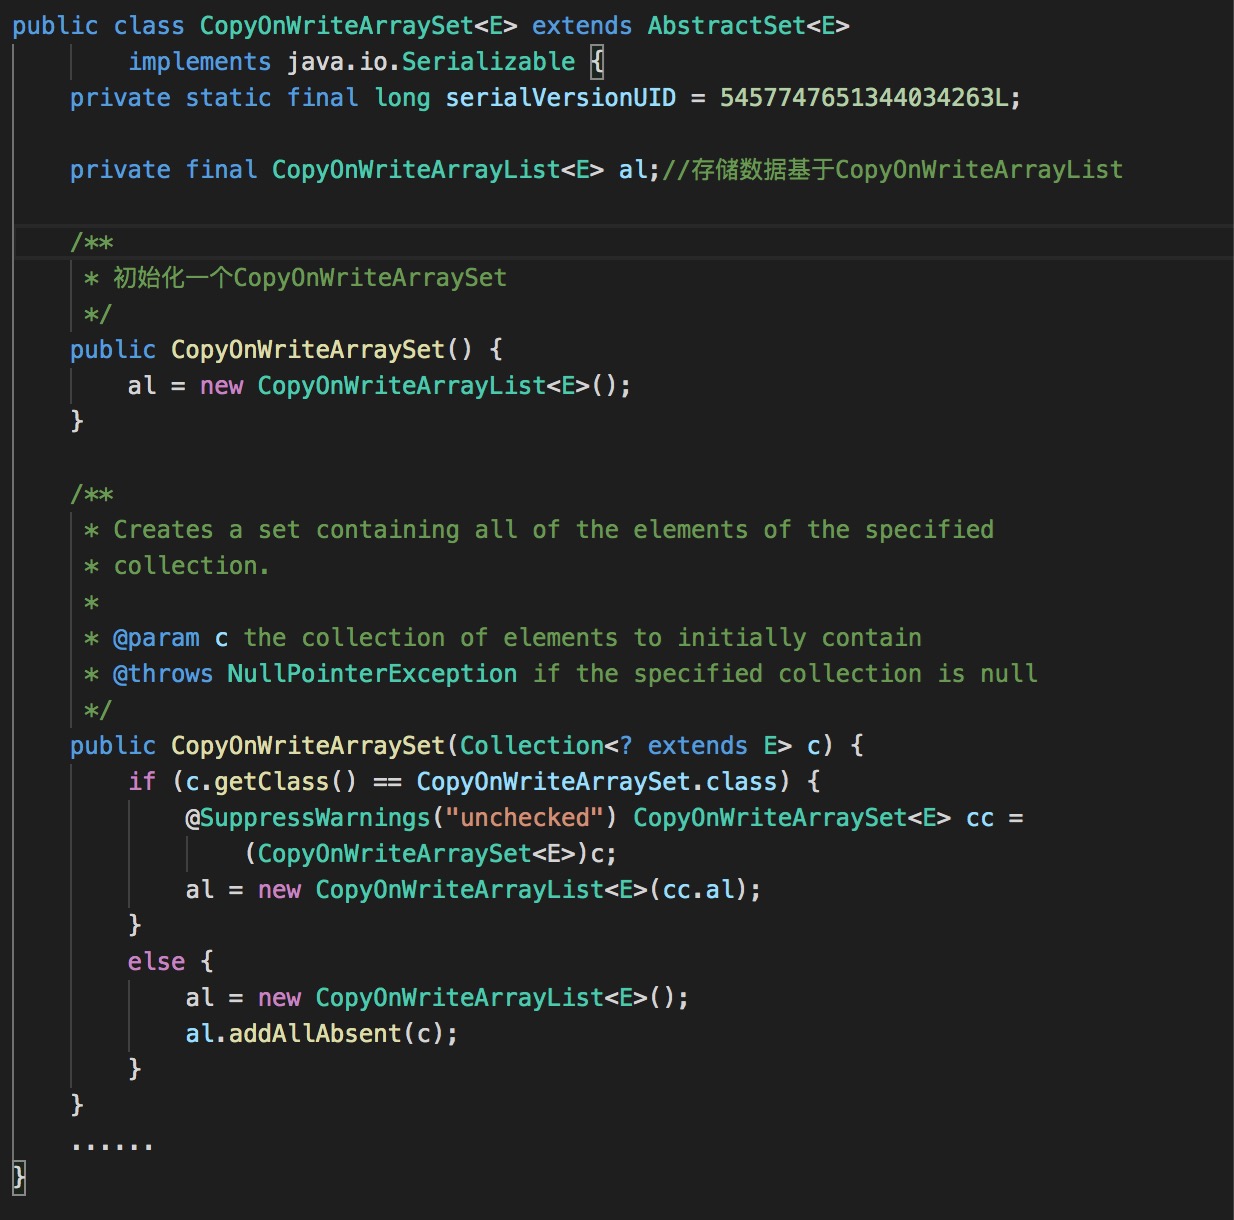 public class CopyOnWriteArraySet<E> extends AbstractSet<E>
        implements java.io.Serializable {
    private static final long serialVersionUID = 5457747651344034263L;

    private final CopyOnWriteArrayList<E> al;//存储数据基于CopyOnWriteArrayList

    /**
     * 初始化一个CopyOnWriteArraySet
     */
    public CopyOnWriteArraySet() {
        al = new CopyOnWriteArrayList<E>();
    }

    /**
     * Creates a set containing all of the elements of the specified
     * collection.
     *
     * @param c the collection of elements to initially contain
     * @throws NullPointerException if the specified collection is null
     */
    public CopyOnWriteArraySet(Collection<? extends E> c) {
        if (c.getClass() == CopyOnWriteArraySet.class) {
            @SuppressWarnings("unchecked") CopyOnWriteArraySet<E> cc =
                (CopyOnWriteArraySet<E>)c;
            al = new CopyOnWriteArrayList<E>(cc.al);
        }
        else {
            al = new CopyOnWriteArrayList<E>();
            al.addAllAbsent(c);
        }
    }
    ......
}